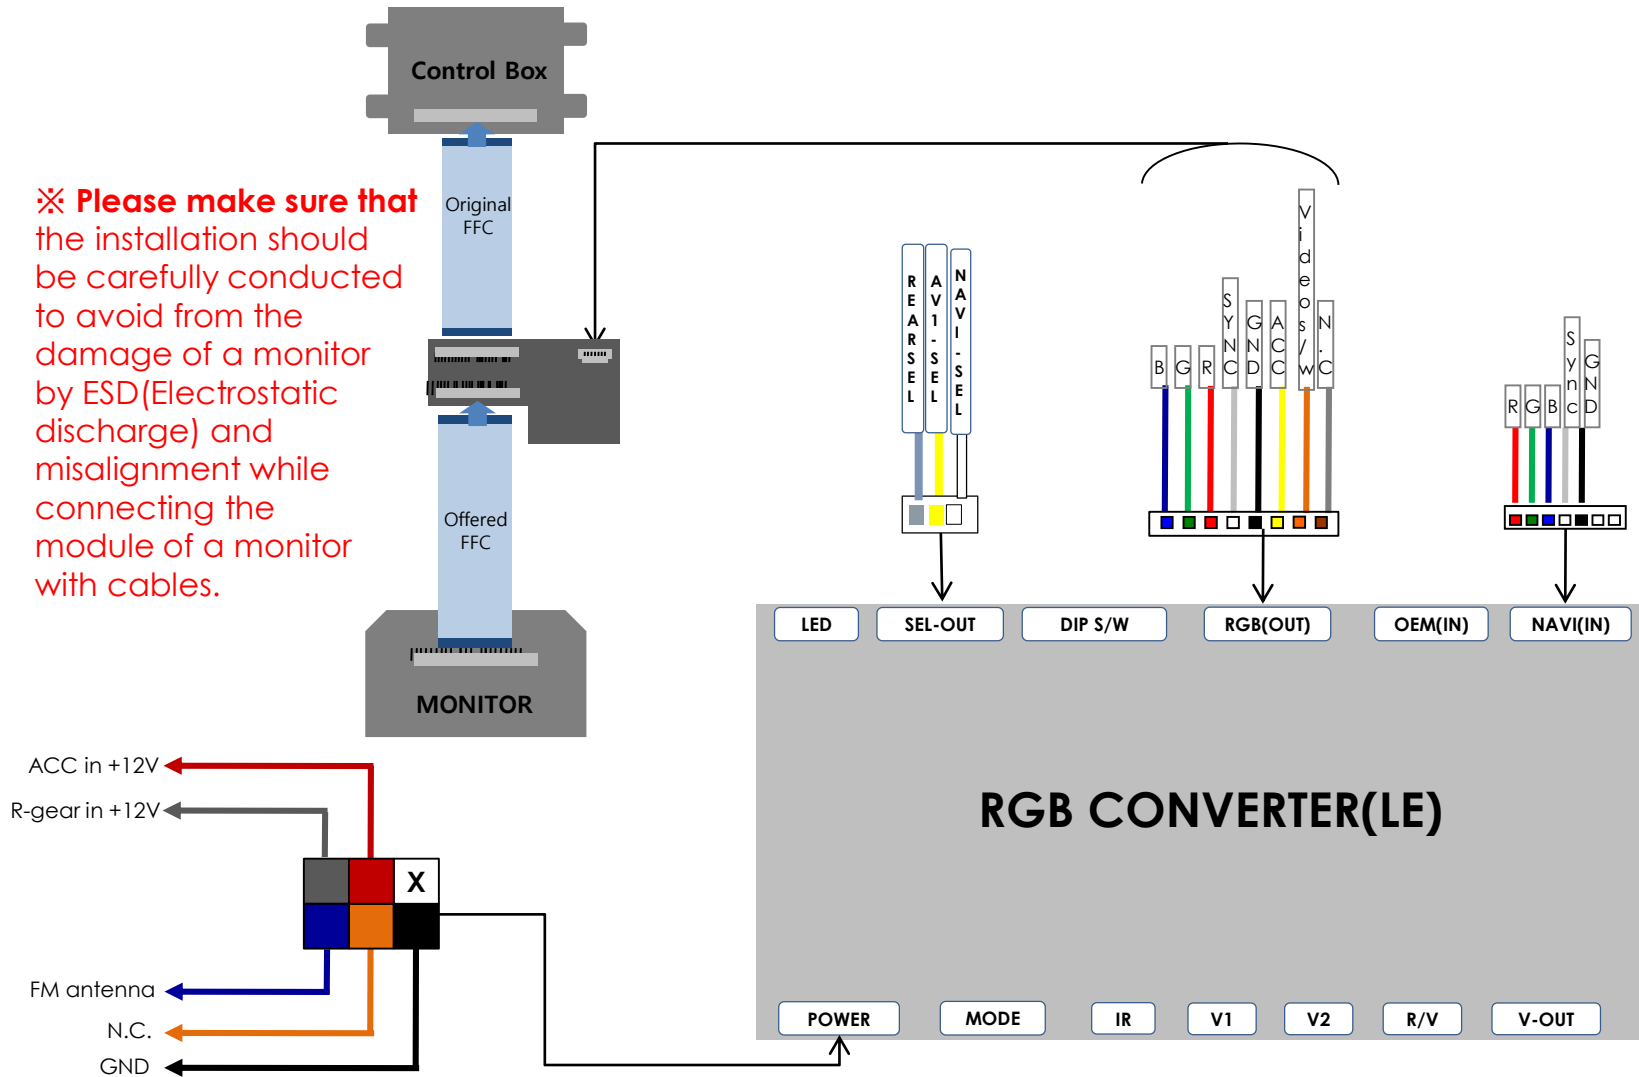 Control Box
Original
FFC
※ Please make sure that
the installation should
be carefully conducted
to avoid from the
damage of a monitor
by ESD(Electrostatic
discharge) and
misalignment while
connecting the
module of a monitor
with cables.
Offered
FFC
MONITOR
REARSEL
AV1-SEL
NAVI-SEL
B
G
R
SYNC
GND
ACC
Videos/w
N.C
R
G
B
Sync
GND
LED
SEL-OUT
DIP S/W
RGB(OUT)
OEM(IN)
NAVI(IN)
RGB CONVERTER(LE)
ACC in +12V
R-gear in +12V
X
FM antenna
N.C.
GND
POWER
MODE
IR
V1
V2
R/V
V-OUT